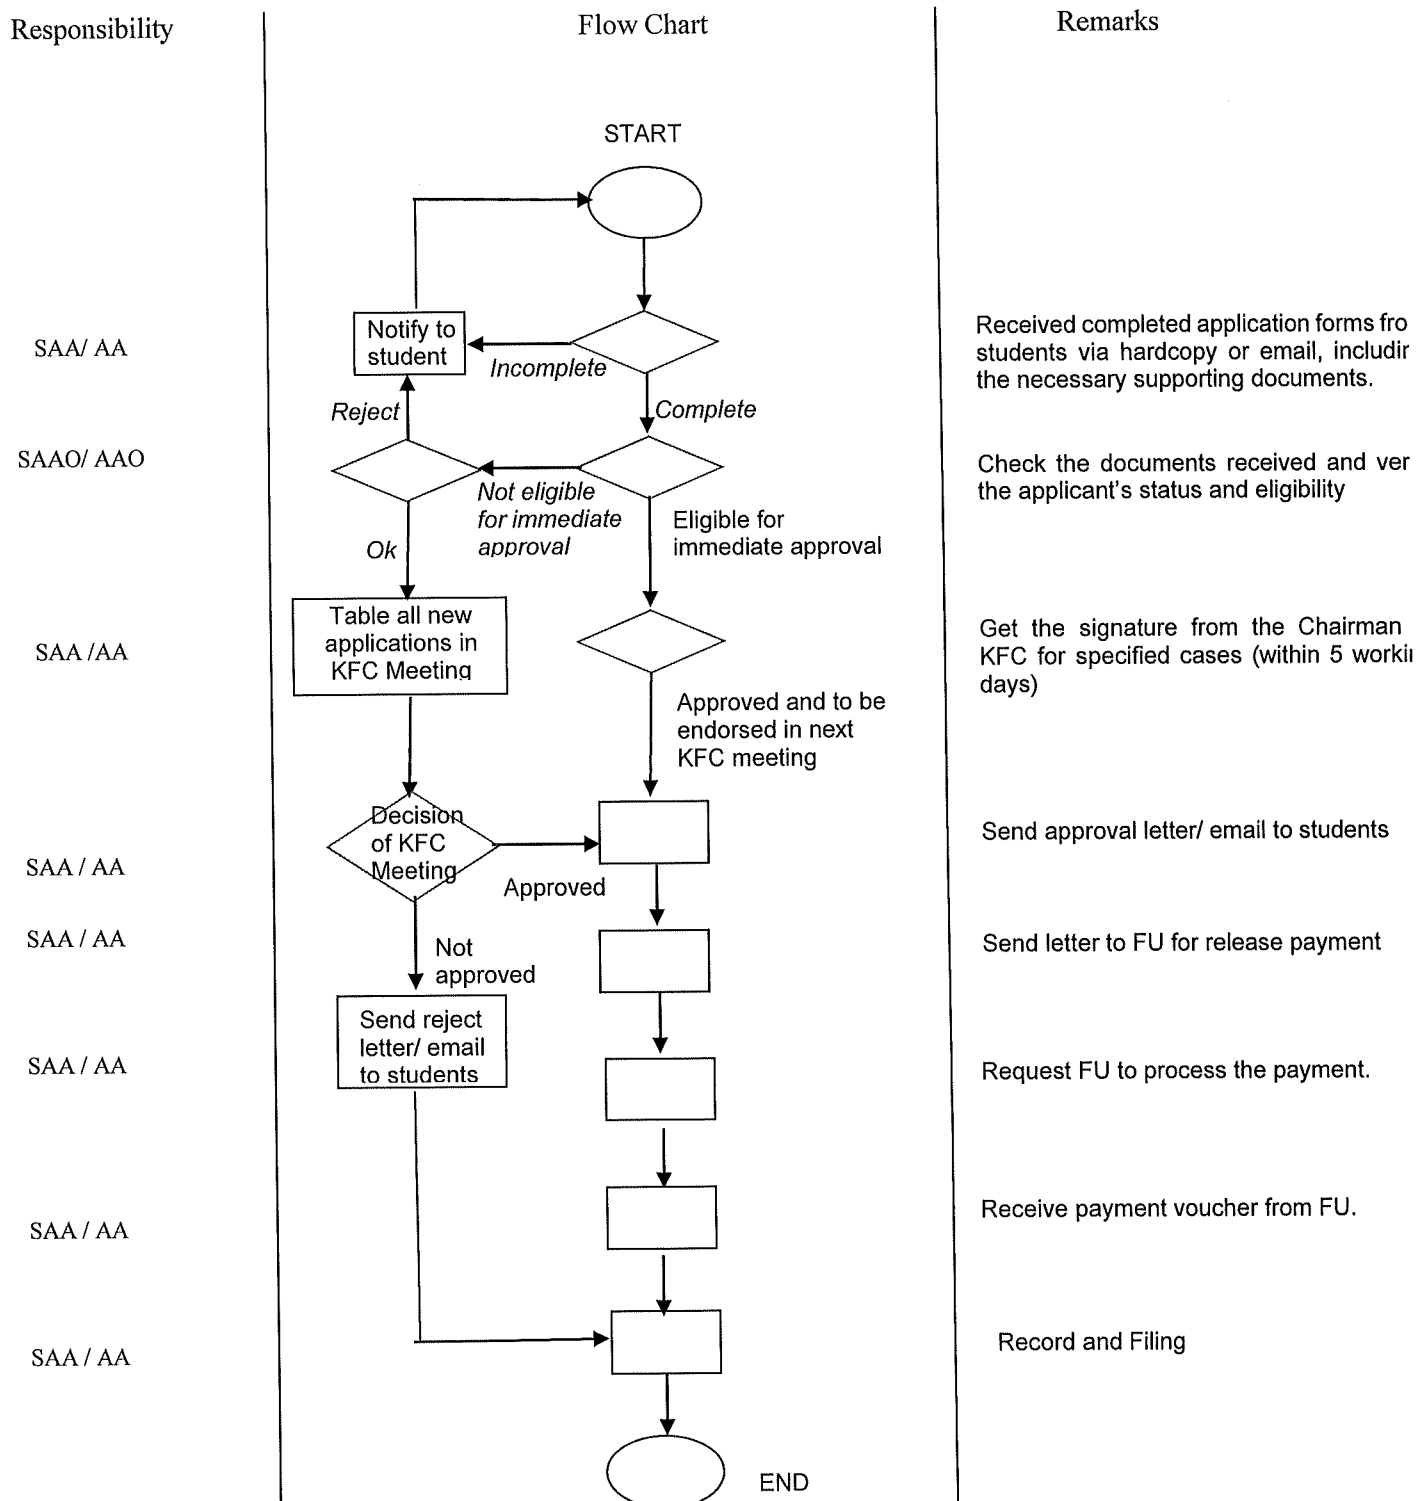 Responsibility
Flow Chart
Remarks
START
SAA/ AA
Notify to
student
Incomplete
Received completed application forms fro
students via hardcopy or email, includir
the necessary supporting documents.
Reject
Complete
SAAO/ AAO
Not eligible
for immediate
approval
Eligible for
immediate approval
Check the documents received and ver
the applicant's status and eligibility
Ok
SAA /AA
Table all new
applications in
KFC Meeting
Get the signature from the Chairman
KFC for specified cases (within 5 workin
days)
Approved and to be
endorsed in next
KFC meeting
SAA / AA
Decision
of KFC
Meeting
Approved
Send approval letter/ email to students
SAA / AA
Not
approved
Send letter to FU for release payment
Send reject
letter/ email
to students
SAA / AA
Request FU to process the payment.
SAA / AA
Receive payment voucher from FU.
SAA / AA
Record and Filing
END